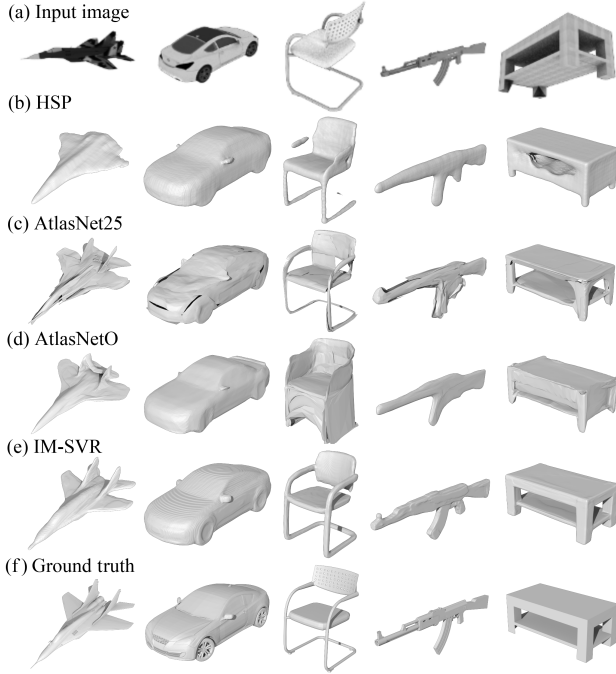 (a) Input image
(b) HSP
(c) AtlasNet25
(d) AtlasNetO
(e) IM-SVR
(f) Ground truth